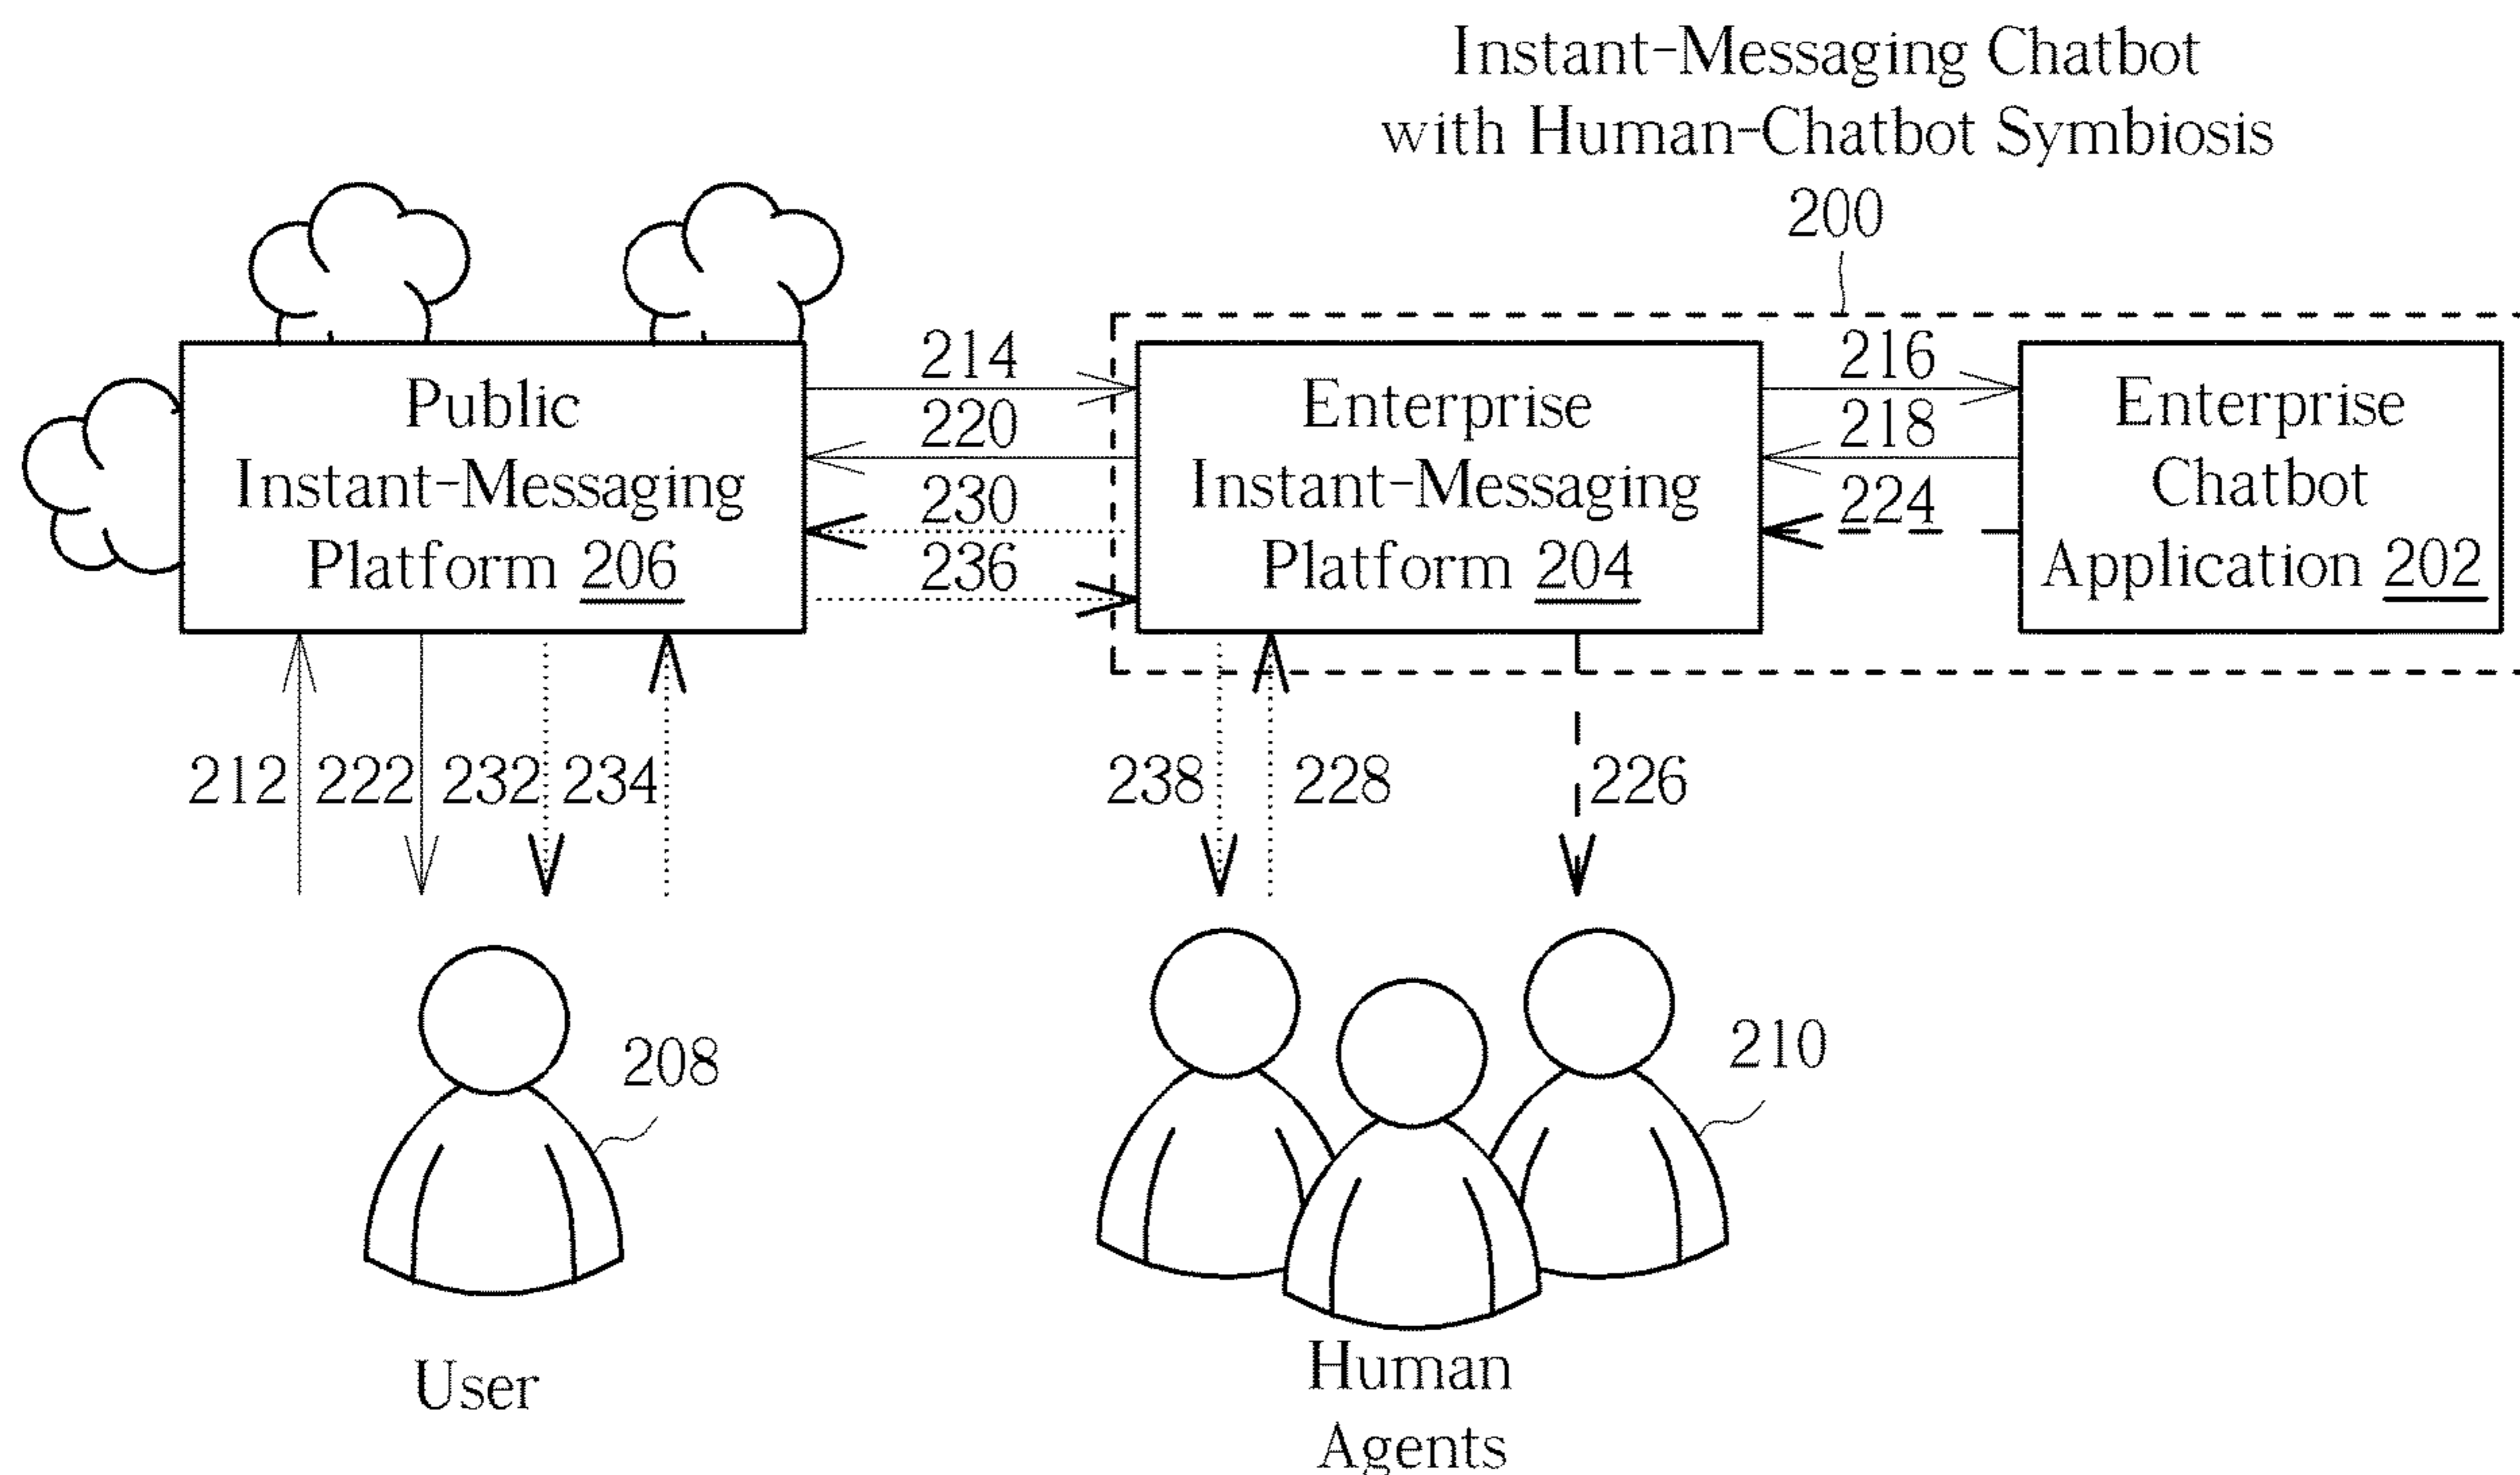 Instant-Messaging Chatbot
with Human-Chatbot Symbiosis
200
Public
Instant-Messaging
Platform 206
214
220
230
236
Enterprise
Instant-Messaging
Platform 204
216
218
224
Enterprise
Chatbot
Application 202
212
222
232
234
238
228
226
208
210
User
Human
Agents